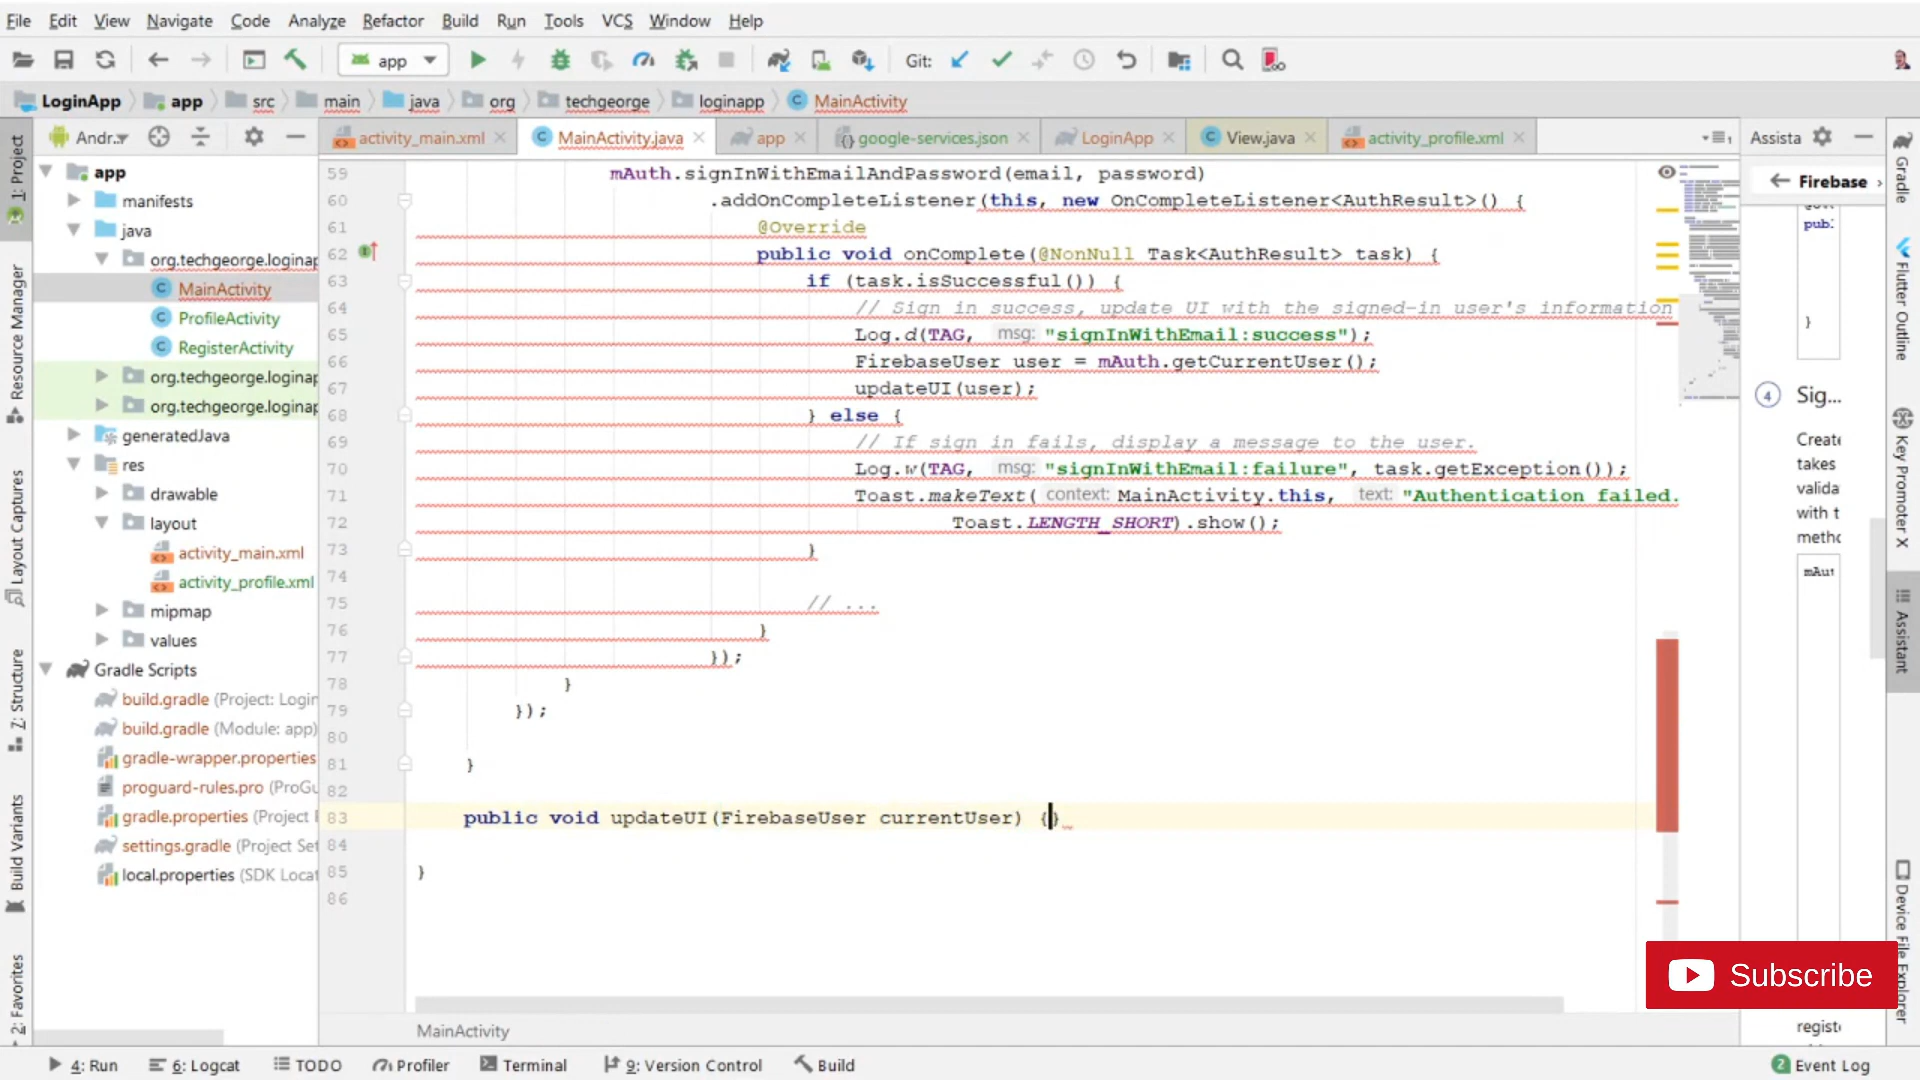 File Edit View Navigate Code Analyze Refactor Build Run Tools VCS Window Help
app Git:
LoginApp app src main java org techgeorge loginapp MainActivity
Andr.. activity_main.xml MainActivity.java app google-services.json LoginApp View.java activity_profile.xml Assista
1: Project
Resource Manager
Layout Captures
7: Structure
Build Variants
2: Favorites
app
manifests
java
org.techgeorge.loginap
MainActivity
ProfileActivity
RegisterActivity
org.techgeorge.loginap
org.techgeorge.loginap
generatedJava
res
drawable
layout
activity_main.xml
activity_profile.xml
mipmap
values
Gradle Scripts
build.gradle (Project: Login
build.gradle (Module: app)
gradle-wrapper.properties
proguard-rules.pro (ProGu
gradle.properties (Project
settings.gradle (Project Set
local.properties (SDK Locat
59 mAuth.signInWithEmailAndPassword(email, password)
60 .addOnCompleteListener(this, new OnCompleteListener<AuthResult>() {
61 @Override
62 public void onComplete(@NonNull Task<AuthResult> task) {
63 if (task.isSuccessful()) {
64 // Sign in success, update UI with the signed-in user's information
65 Log.d(TAG, msg: "signInWithEmail:success");
66 FirebaseUser user = mAuth.getCurrentUser();
67 updateUI(user);
68 } else {
69 // If sign in fails, display a message to the user.
70 Log.w(TAG, msg: "signInWithEmail:failure", task.getException());
71 Toast.makeText( context: MainActivity.this, text: "Authentication failed.
72 Toast.LENGTH_SHORT).show();
73 }
74
75 // ...
76 }
77 });
78 }
79 });
80
81 }
82
83 public void updateUI(FirebaseUser currentUser) {}
84
85 }
86
MainActivity
Firebase ›
publ
}
4 Sig...
Create
takes
valida
with t
metho
mAut
registe
Gradle
Flutter Outline
Key Promoter X
Assistant
Device File Explorer
Subscribe
4: Run 6: Logcat TODO Profiler Terminal 9: Version Control Build 2 Event Log